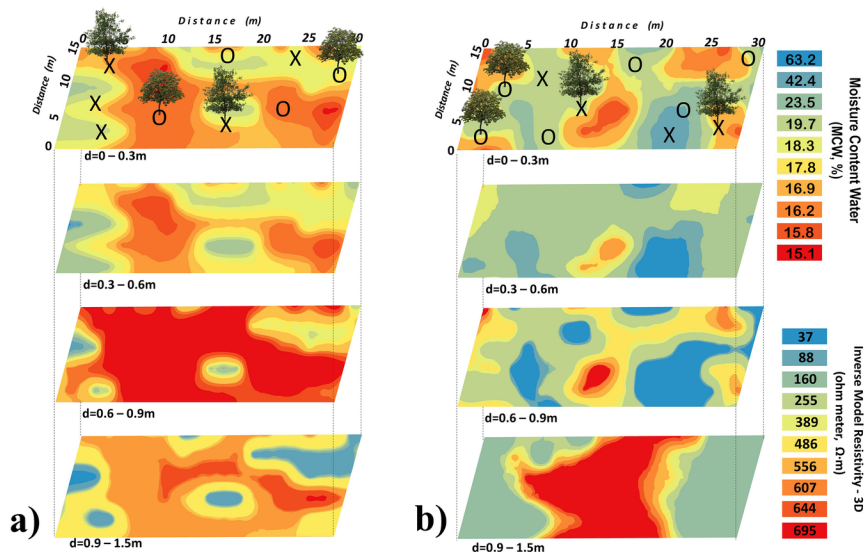 Distance (m)
0 5 10 15 20 25 30
Distance (m)
15
10
5
0
X
X
X
O
O
X
X
O
O
d=0 – 0.3m
d=0.3 – 0.6m
d=0.6 – 0.9m
d=0.9 – 1.5m
a)
Distance (m)
0 5 10 15 20 25 30
Distance (m)
15
10
5
0
O
O
X
O
X
O
O
X
X
O
d=0 – 0.3m
d=0.3 – 0.6m
d=0.6 – 0.9m
d=0.9 – 1.5m
b)
63.2
42.4
23.5
19.7
18.3
17.8
16.9
16.2
15.8
15.1
Moisture Content Water
(MCW, %)
37
88
160
255
389
486
556
607
644
695
Inverse Model Resistivity - 3D
(ohm meter, Ω·m)